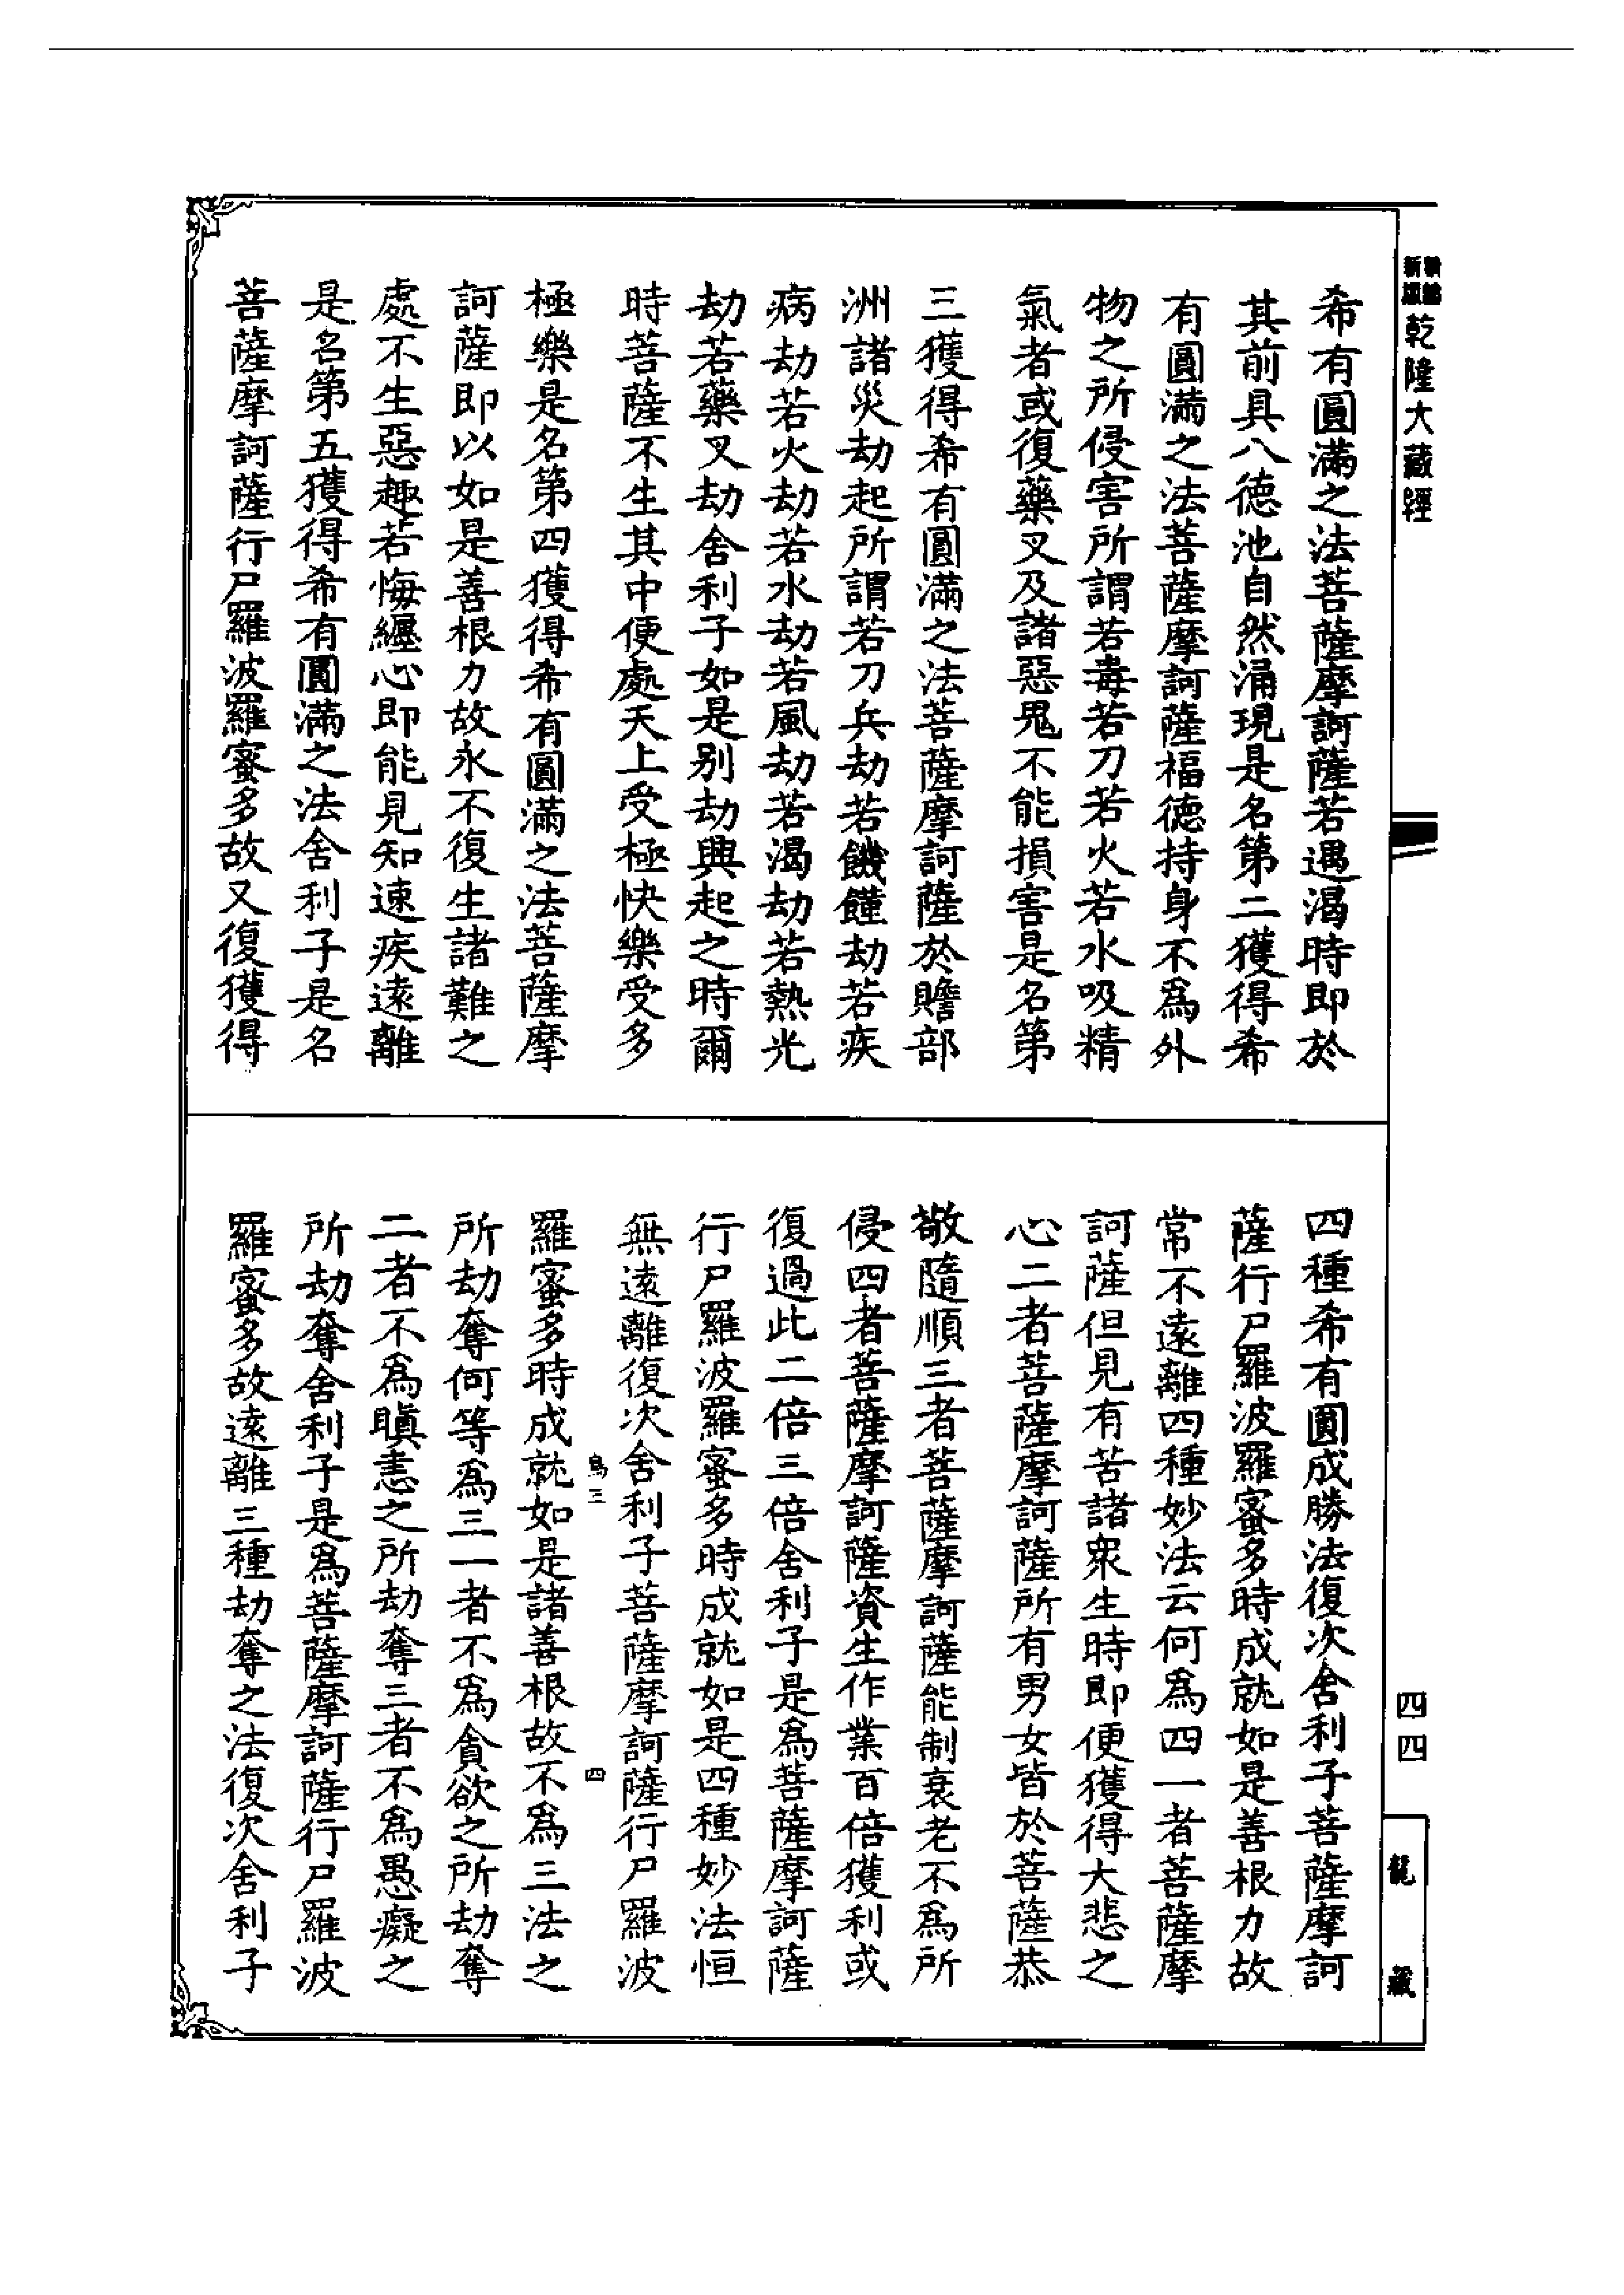 乾隆大藏經
希有圓滿之法菩薩摩訶薩若遇渴時即於
其前具八德池自然涌現是名第二獲得希
有圓滿之法菩薩摩訶薩福德持身不爲外
物之所侵害所謂若毒若刀若火若水吸精
氣者或復藥叉及諸惡鬼不能損害是名第
三獲得希有圓滿之法菩薩摩訶薩於贍部
洲諸災劫起所謂若刀兵劫若饑饉劫若疾
病劫若火劫若水劫若風劫若渴劫若熱光
劫若藥叉劫舍利子如是別劫興起之時爾
時菩薩不生其中便處天上受極快樂受多
極樂是名第四獲得希有圓滿之法菩薩摩
訶薩即以如是善根力故永不復生諸難之
處不生惡趣若悔纏心即能見知速疾遠離
是名第五獲得希有圓滿之法舍利子是名
菩薩摩訶薩行尸羅波羅蜜多故又復獲得
四種希有圓成勝法復次舍利子菩薩摩訶
薩行尸羅波羅蜜多時成就如是善根力故
常不遠離四種妙法云何爲四一者菩薩摩
訶薩但見有苦諸衆生時即便獲得大悲之
心二者菩薩摩訶薩所有男女皆於菩薩恭
敬隨順三者菩薩摩訶薩能制衰老不爲所
侵四者菩薩摩訶薩資生作業百倍獲利或
復過此二倍三倍舍利子是爲菩薩摩訶薩
行尸羅波羅蜜多時成就如是四種妙法恒
無遠離復次舍利子菩薩摩訶薩行尸羅波
鳥三 四
羅蜜多時成就如是諸善根故不爲三法之
所劫奪何等爲三一者不爲貪欲之所劫奪
二者不爲瞋恚之所劫奪三者不爲愚癡之
所劫奪舍利子是爲菩薩摩訶薩行尸羅波
羅蜜多故遠離三種劫奪之法復次舍利子
四四
龍藏